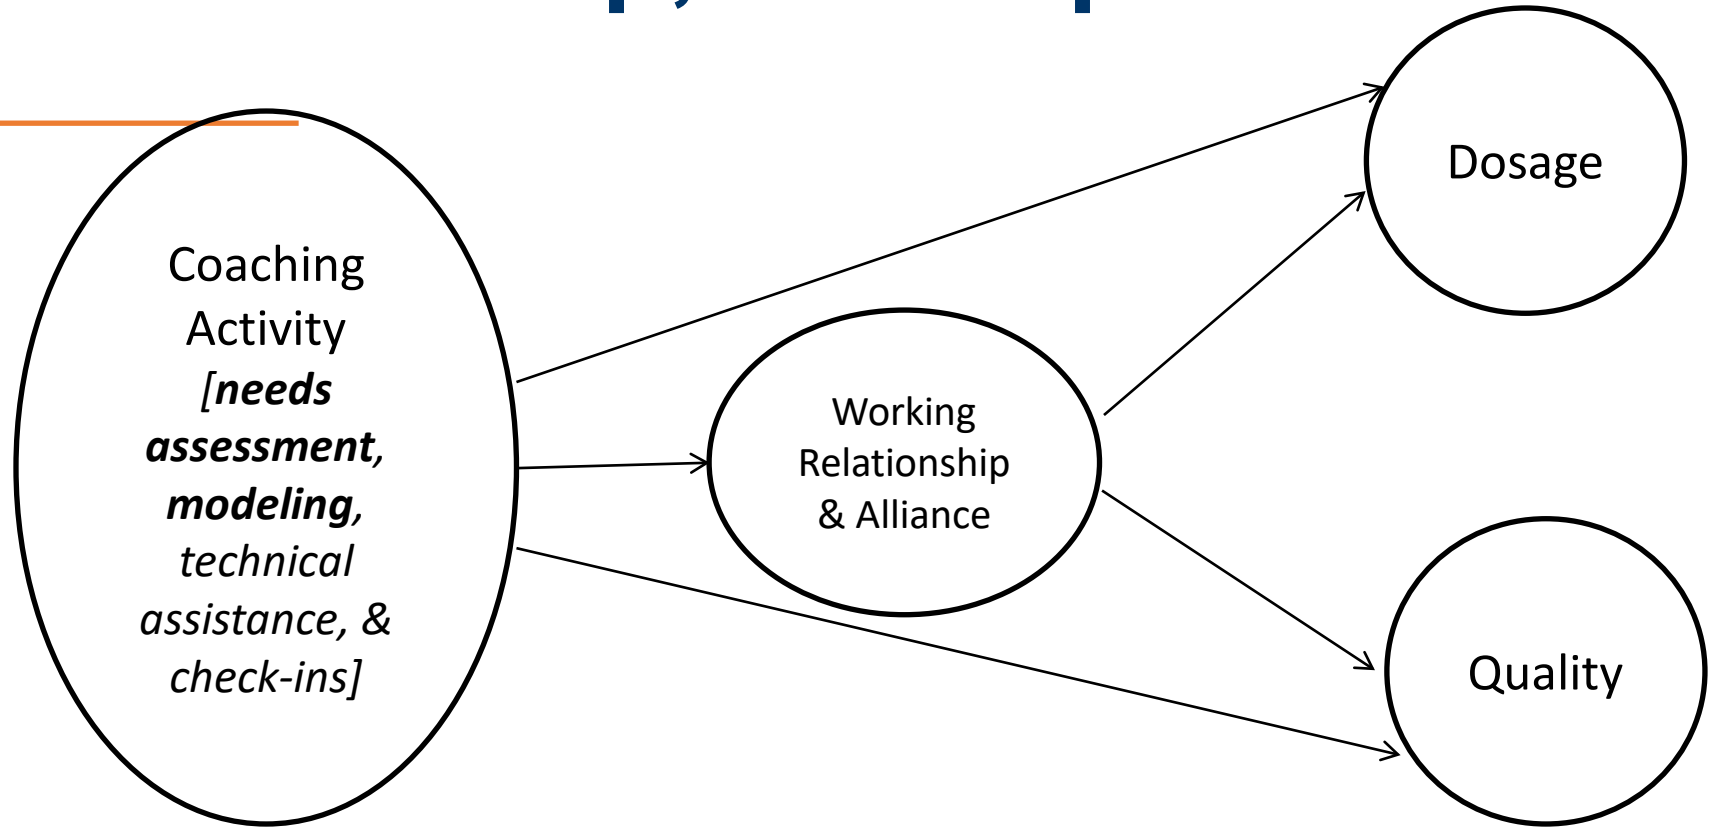 Coaching
Activity
[needs
assessment,
modeling,
technical
assistance, &
check-ins]
Working
Relationship
& Alliance
Dosage
Quality